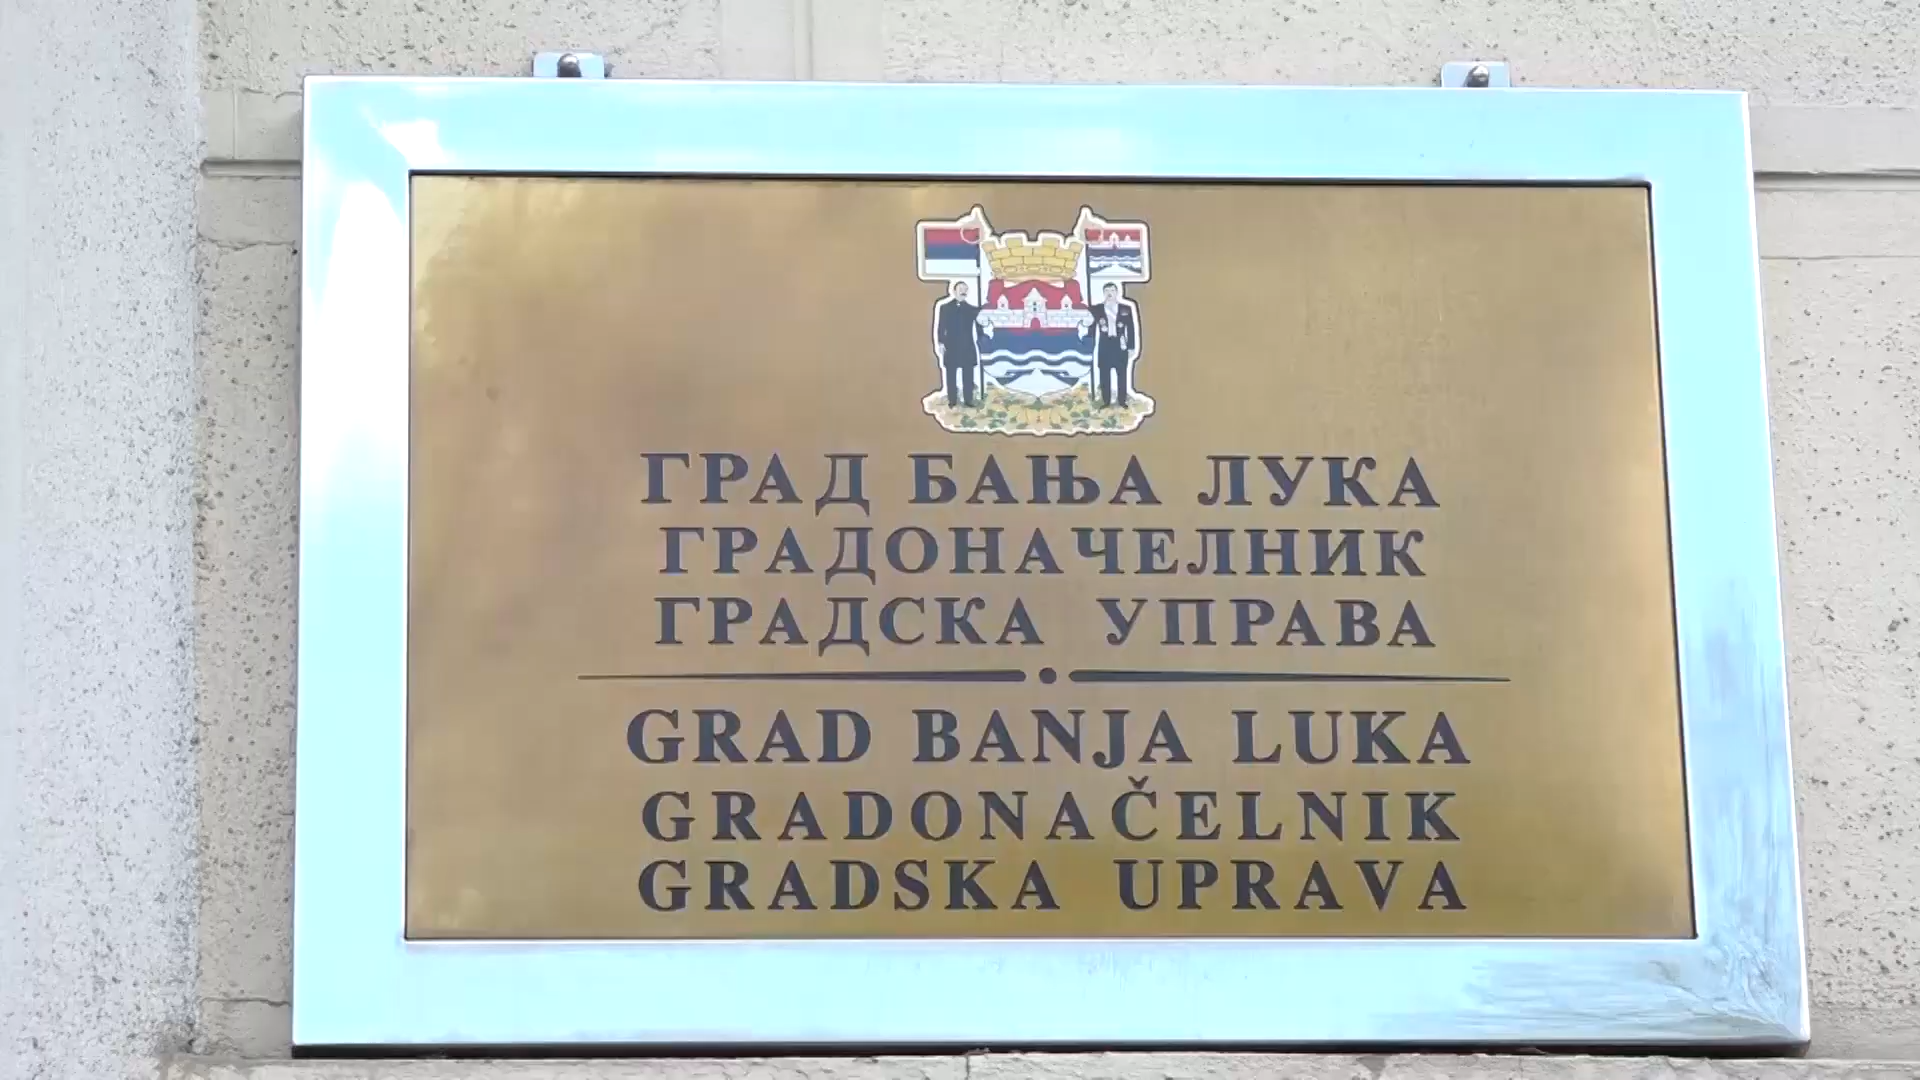 ГРАД БАЊА ЛУКА
ГРАДОНАЧЕЛНИК
ГРАДСКА УПРАВА
GRAD BANJA LUKA
GRADONAČELNIK
GRADSKA UPRAVA